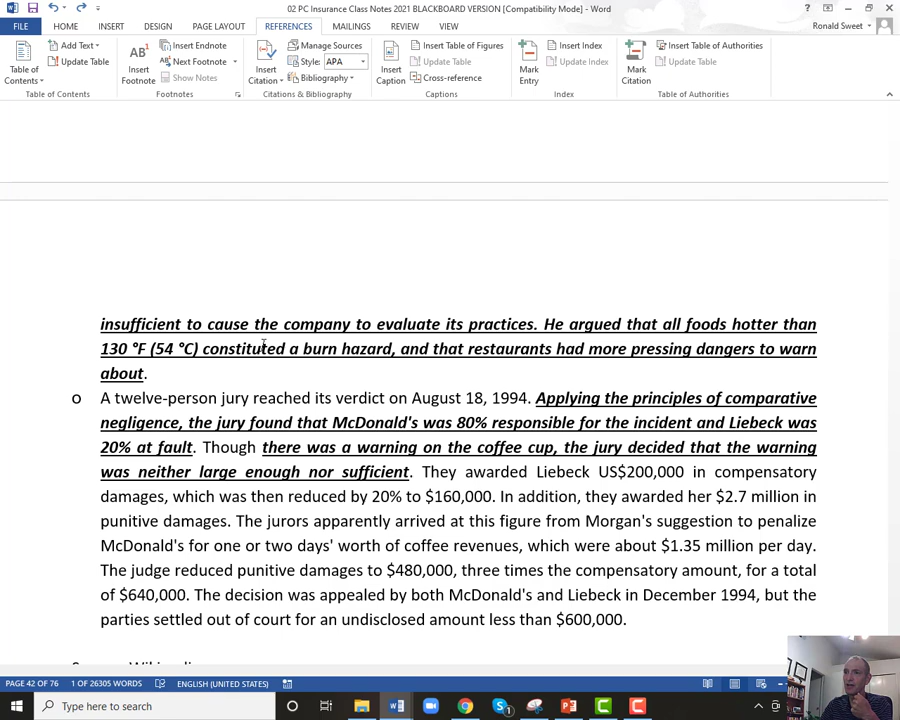 02 PC Insurance Class Notes 2021 BLACKBOARD VERSION [Compatibility Mode] - Word
FILE HOME INSERT DESIGN PAGE LAYOUT REFERENCES MAILINGS REVIEW VIEW Ronald Sweet
Table of Contents
Add Text
Update Table
Table of Contents
AB¹
Insert Footnote
Insert Endnote
Next Footnote
Show Notes
Footnotes
Insert Citation
Manage Sources
Style: APA
Bibliography
Citations & Bibliography
Insert Caption
Insert Table of Figures
Update Table
Cross-reference
Captions
Mark Entry
Insert Index
Update Index
Index
Mark Citation
Insert Table of Authorities
Update Table
Table of Authorities
insufficient to cause the company to evaluate its practices. He argued that all foods hotter than
130 °F (54 °C) constituted a burn hazard, and that restaurants had more pressing dangers to warn
about.
o A twelve-person jury reached its verdict on August 18, 1994. Applying the principles of comparative
negligence, the jury found that McDonald's was 80% responsible for the incident and Liebeck was
20% at fault. Though there was a warning on the coffee cup, the jury decided that the warning
was neither large enough nor sufficient. They awarded Liebeck US$200,000 in compensatory
damages, which was then reduced by 20% to $160,000. In addition, they awarded her $2.7 million in
punitive damages. The jurors apparently arrived at this figure from Morgan's suggestion to penalize
McDonald's for one or two days' worth of coffee revenues, which were about $1.35 million per day.
The judge reduced punitive damages to $480,000, three times the compensatory amount, for a total
of $640,000. The decision was appealed by both McDonald's and Liebeck in December 1994, but the
parties settled out of court for an undisclosed amount less than $600,000.
PAGE 42 OF 76 1 OF 26305 WORDS ENGLISH (UNITED STATES)
Type here to search